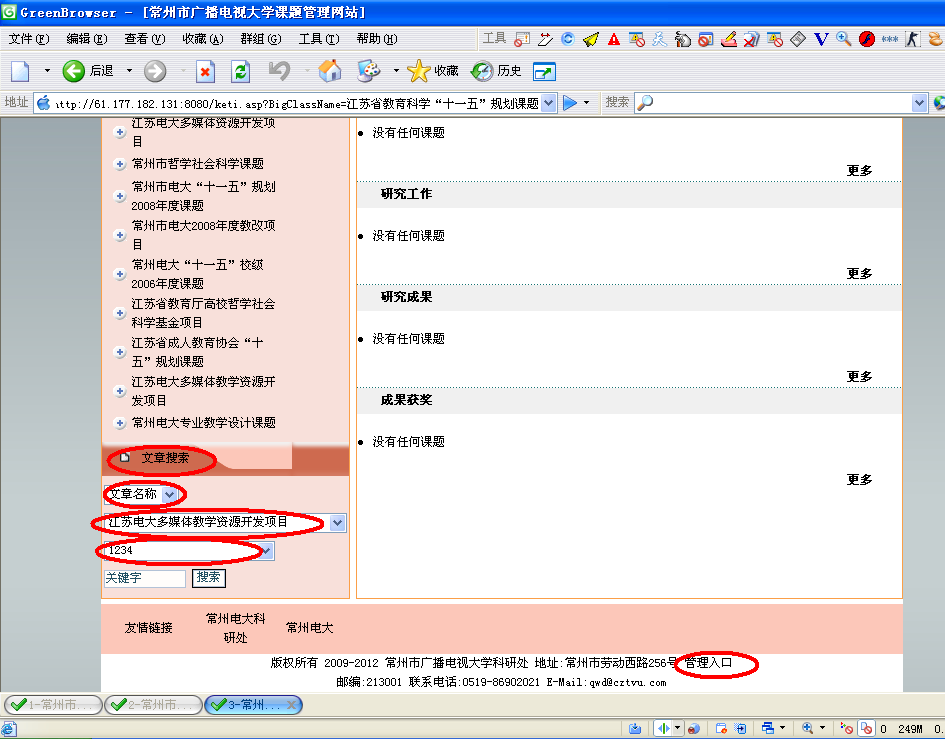 GreenBrowser - [常州市广播电视大学课题管理网站]
文件(F) 编辑(E) 查看(V) 收藏(A) 群组(G) 工具(T) 帮助(H) 工具
后退 收藏 历史
地址 http://61.177.182.131:8080/keti.asp?BigClassName=江苏省教育科学“十一五”规划课题 搜索
江苏电大多媒体资源开发项
目
常州市哲学社会科学课题
常州市电大“十一五”规划
2008年度课题
常州市电大2008年度教改项
目
常州电大“十一五”校级
2006年度课题
江苏省教育厅高校哲学社会
科学基金项目
江苏省成人教育协会“十
五”规划课题
江苏电大多媒体教学资源开
发项目
常州电大专业教学设计课题
文章搜索
文章名称
江苏电大多媒体教学资源开发项目
1234
关键字 搜索
没有任何课题
更多
研究工作
没有任何课题
更多
研究成果
没有任何课题
更多
成果获奖
没有任何课题
更多
友情链接
常州电大科
研处
常州电大
版权所有 2009-2012 常州市广播电视大学科研处 地址:常州市劳动西路256号 管理入口
邮编:213001 联系电话:0519-86902021 E-Mail:qwd@cztvu.com
1-常州市... 2-常州市... 3-常州...
0 249M 0.